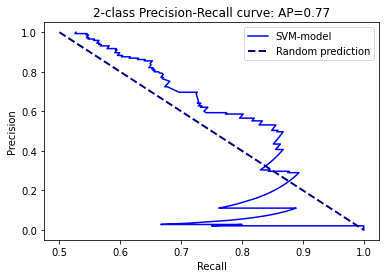 2-class Precision-Recall curve: AP=0.77
SVM-model
Random prediction
Precision
1.0
0.8
0.6
0.4
0.2
0.0
0.5 0.6 0.7 0.8 0.9 1.0
Recall